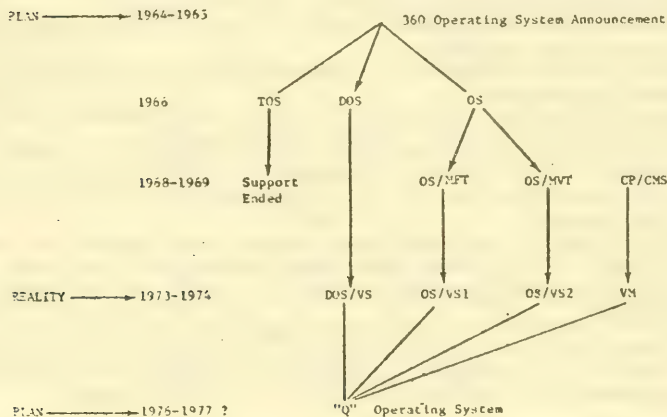 PLAN 1964-1965 360 Operating System Announcement
1966 TOS DOS OS
1968-1969 Support Ended OS/MFT OS/MVT CP/CMS
REALITY 1973-1974 DOS/VS OS/VS1 OS/VS2 VM
PLAN 1976-1977 ? "Q" Operating System